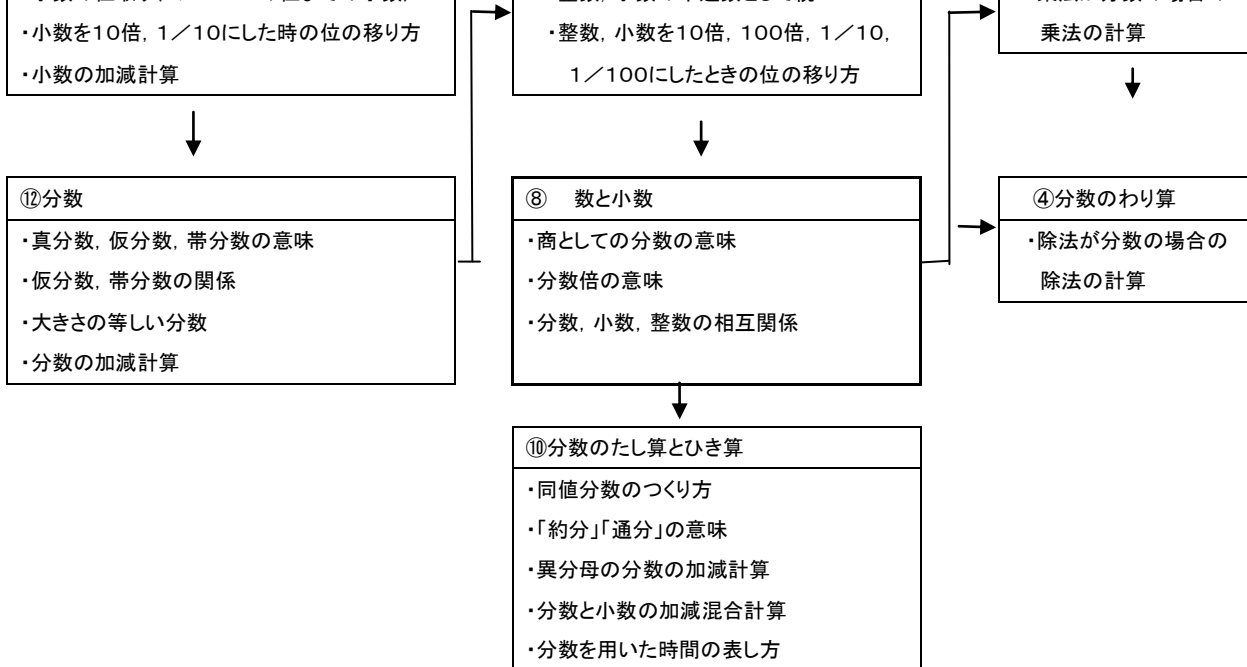 ・小数を10倍，1／10にした時の位の移り方
・小数の加減計算
・整数，小数を10倍，100倍，1／10，
1／100にしたときの位の移り方
乗法の計算
⑫分数
・真分数，仮分数，帯分数の意味
・仮分数，帯分数の関係
・大きさの等しい分数
・分数の加減計算
⑧　数と小数
・商としての分数の意味
・分数倍の意味
・分数，小数，整数の相互関係
④分数のわり算
・除法が分数の場合の
除法の計算
⑩分数のたし算とひき算
・同値分数のつくり方
・「約分」「通分」の意味
・異分母の分数の加減計算
・分数と小数の加減混合計算
・分数を用いた時間の表し方